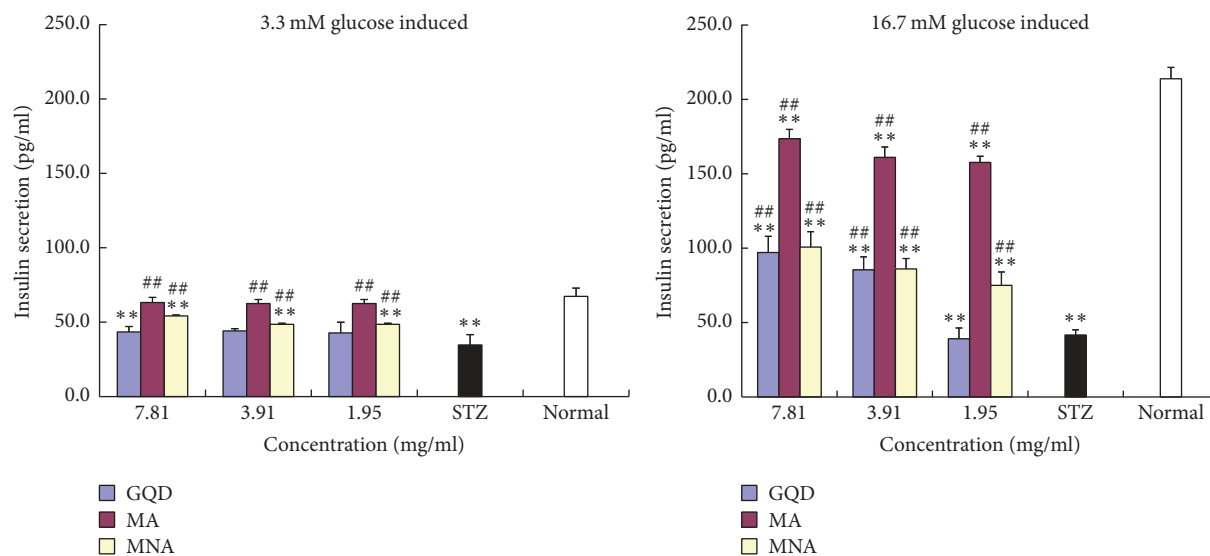 3.3 mM glucose induced
Insulin secretion (pg/ml)
250.0
200.0
150.0
100.0
50.0
0.0
** ## ## ** ## ## ** ## ## ** **
7.81 3.91 1.95 STZ Normal
Concentration (mg/ml)
GQD
MA
MNA
16.7 mM glucose induced
Insulin secretion (pg/ml)
250.0
200.0
150.0
100.0
50.0
0.0
## ** ## ** ## ** ## ** ## ** ## ** ** ## ** ## ** **
7.81 3.91 1.95 STZ Normal
Concentration (mg/ml)
GQD
MA
MNA